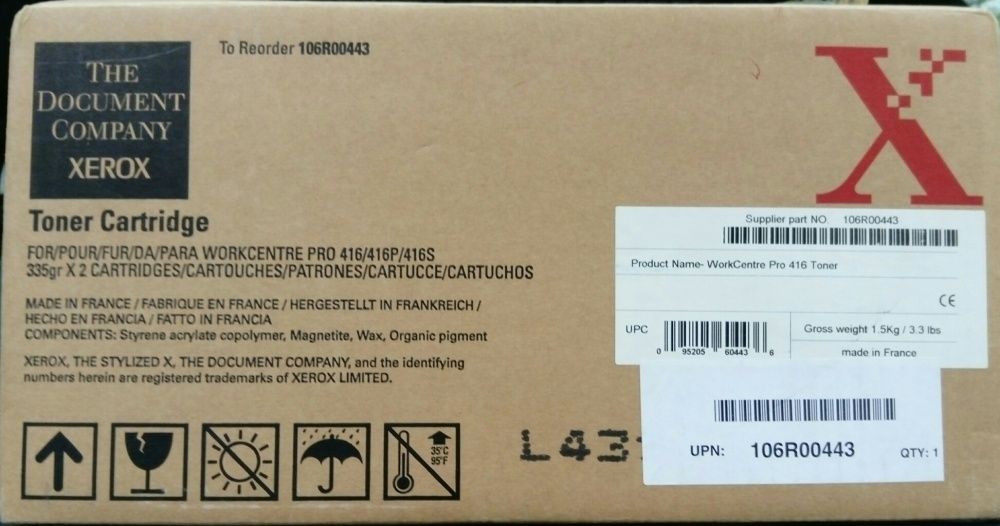 To Reorder 106R00443
THE
DOCUMENT
COMPANY
XEROX
Toner Cartridge
FOR/POUR/FUR/DA/PARA WORKCENTRE PRO 416/416P/416S
335gr X 2 CARTRIDGES/CARTOUCHES/PATRONES/CARTUCCE/CARTUCHOS
MADE IN FRANCE / FABRIQUE EN FRANCE / HERGESTELLT IN FRANKREICH /
HECHO EN FRANCIA / FATTO IN FRANCIA
COMPONENTS: Styrene acrylate copolymer, Magnetite, Wax, Organic pigment
XEROX, THE STYLIZED X, THE DOCUMENT COMPANY, and the identifying
numbers herein are registered trademarks of XEROX LIMITED.
35°C
95°F
L43
X
Supplier part NO. 106R00443
Product Name- WorkCentre Pro 416 Toner
CE
UPC
0 95205 60443 6
Gross weight 1.5Kg / 3.3 lbs
made in France
UPN: 106R00443 QTY: 1